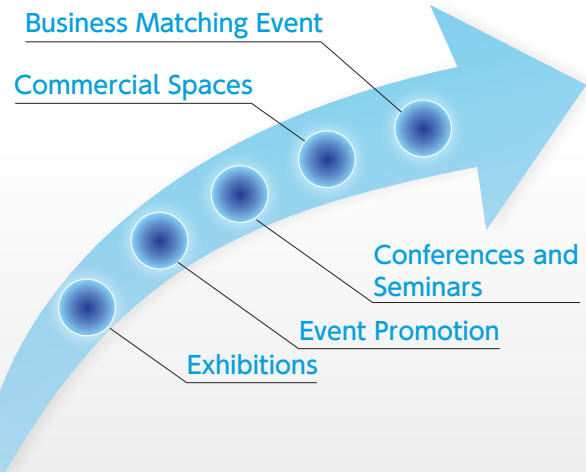 Business Matching Event
Commercial Spaces
Conferences and
Seminars
Event Promotion
Exhibitions